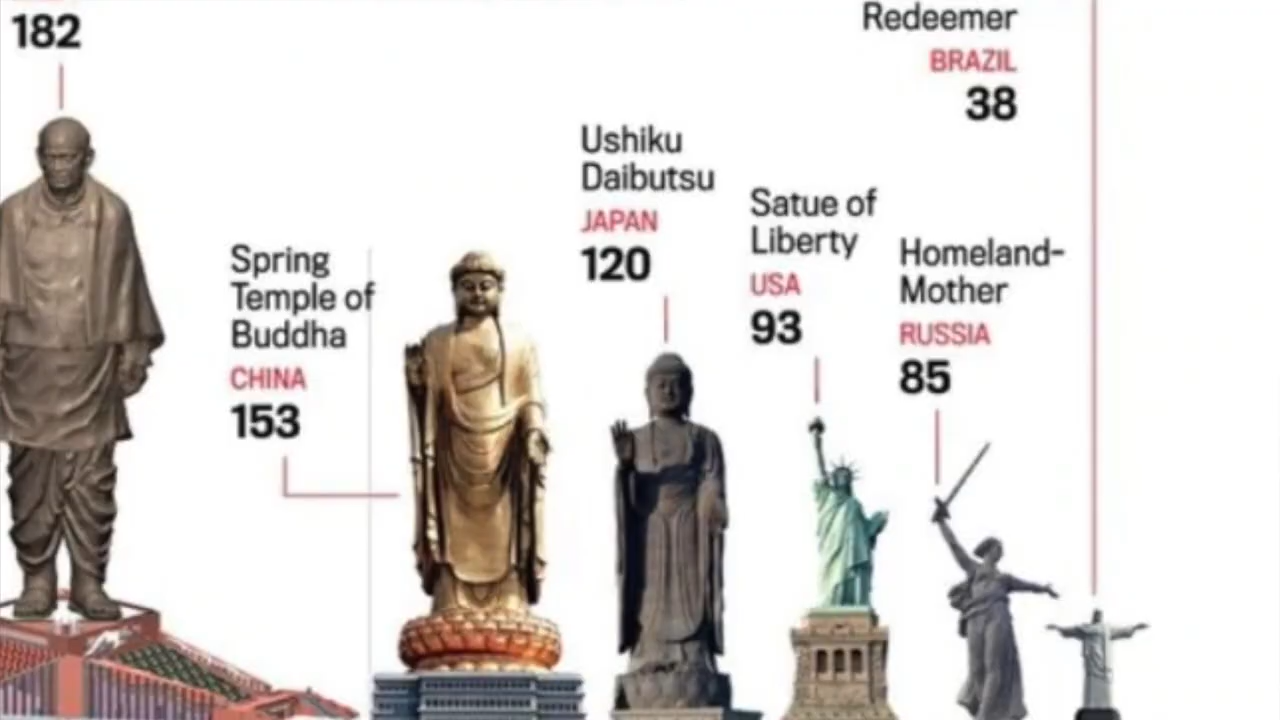 182
Spring
Temple of
Buddha
CHINA
153
Ushiku
Daibutsu
JAPAN
120
Satue of
Liberty
USA
93
Homeland-
Mother
RUSSIA
85
Redeemer
BRAZIL
38